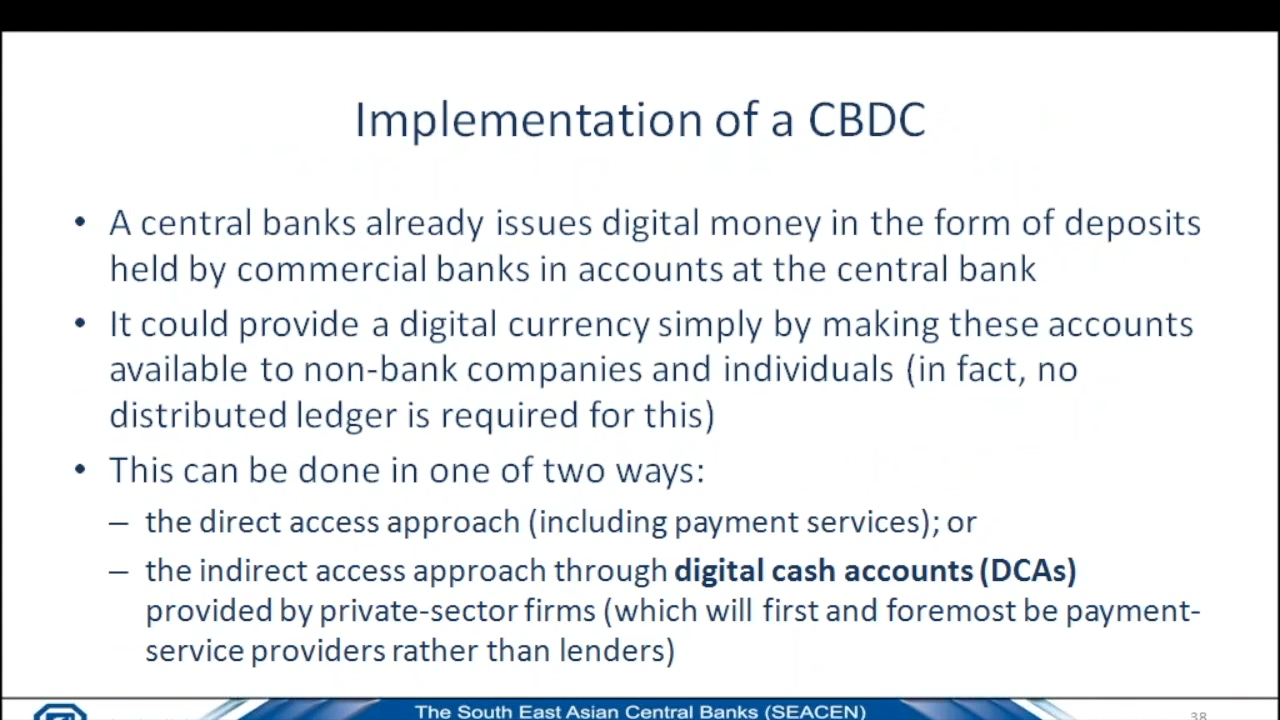 Implementation of a CBDC
• A central banks already issues digital money in the form of deposits
held by commercial banks in accounts at the central bank
• It could provide a digital currency simply by making these accounts
available to non-bank companies and individuals (in fact, no
distributed ledger is required for this)
• This can be done in one of two ways:
– the direct access approach (including payment services); or
– the indirect access approach through digital cash accounts (DCAs)
provided by private-sector firms (which will first and foremost be payment-
service providers rather than lenders)
The South East Asian Central Banks (SEACEN)
38